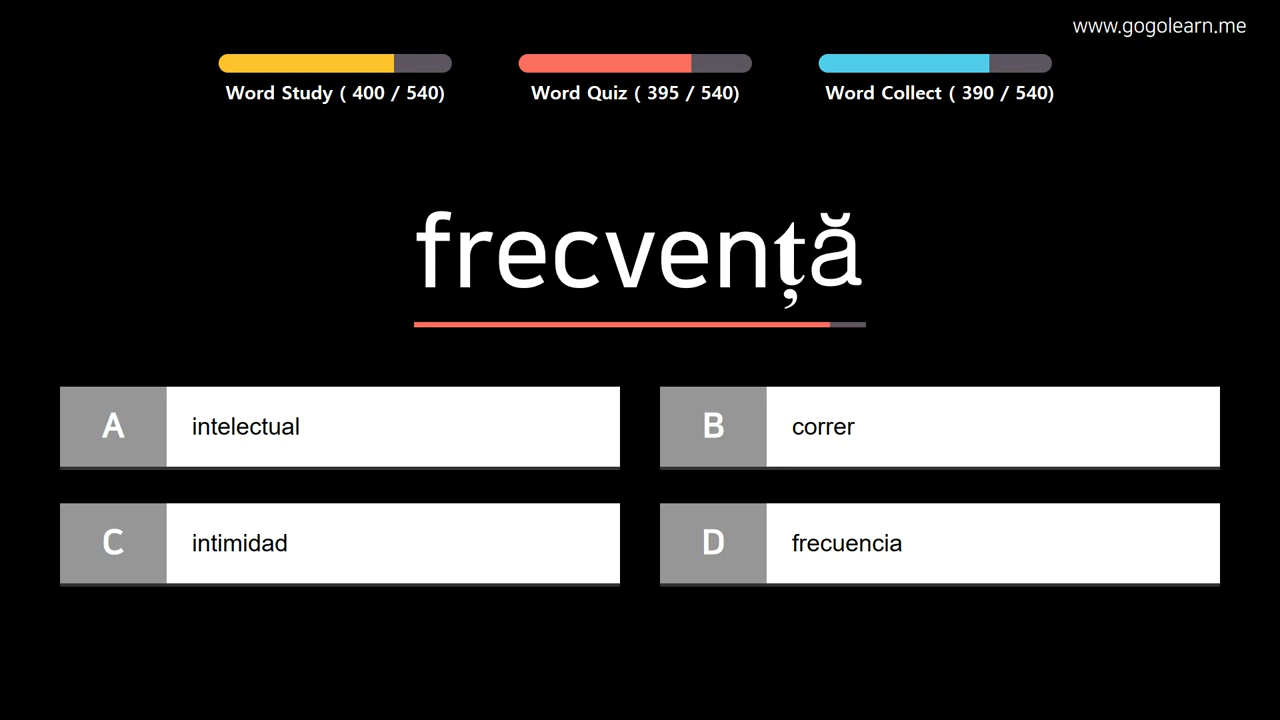 www.gogolearn.me
Word Study ( 400 / 540)
Word Quiz ( 395 / 540)
Word Collect ( 390 / 540)
frecvență
A intelectual
B correr
C intimidad
D frecuencia